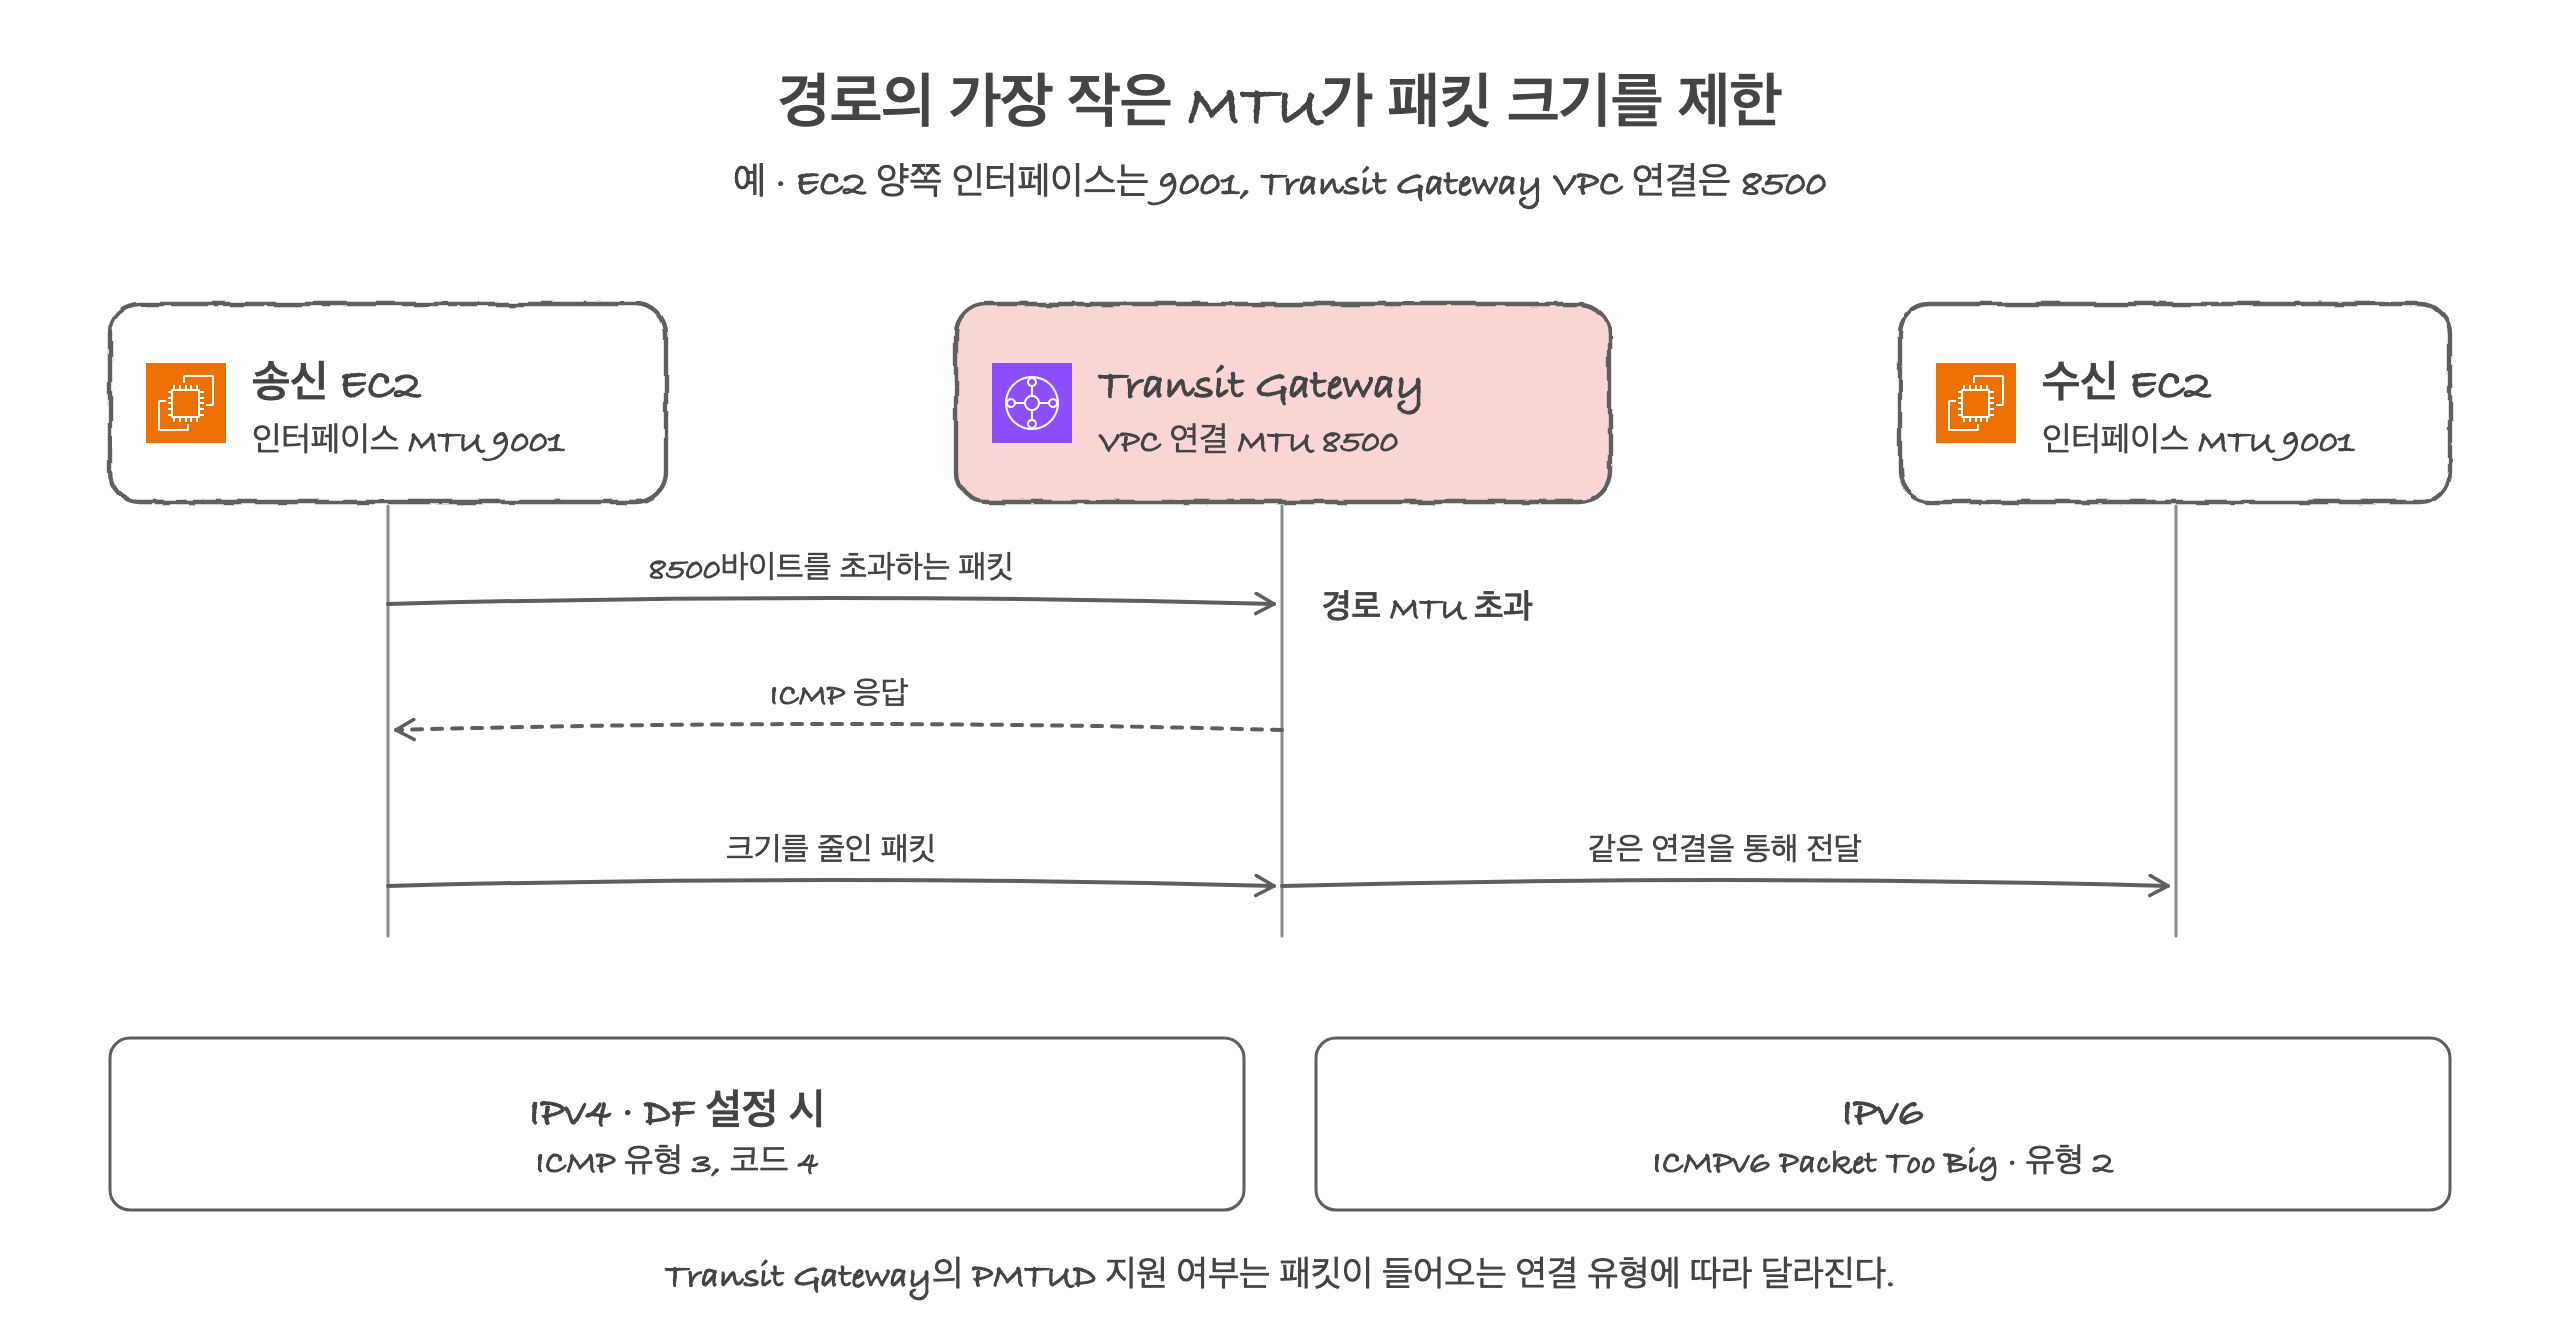 경로의 가장 작은 MTU가 패킷 크기를 제한
예 · EC2 양쪽 인터페이스는 9001, Transit Gateway VPC 연결은 8500
송신 EC2
인터페이스 MTU 9001
Transit Gateway
VPC 연결 MTU 8500
수신 EC2
인터페이스 MTU 9001
8500바이트를 초과하는 패킷
경로 MTU 초과
ICMP 응답
크기를 줄인 패킷
같은 연결을 통해 전달
IPv4 · DF 설정 시
ICMP 유형 3, 코드 4
IPv6
ICMPv6 Packet Too Big · 유형 2
Transit Gateway의 PMTUD 지원 여부는 패킷이 들어오는 연결 유형에 따라 달라진다.